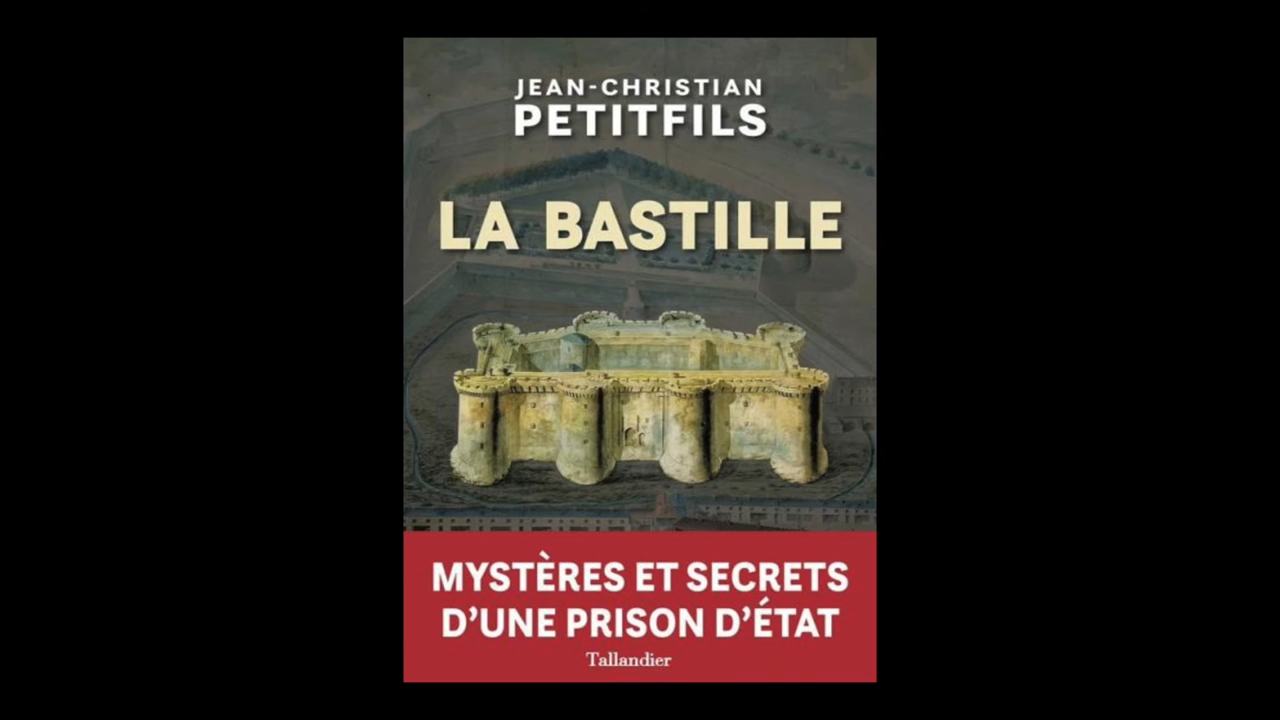 JEAN-CHRISTIAN
PETITFILS
LA BASTILLE
MYSTÈRES ET SECRETS
D'UNE PRISON D'ÉTAT
Tallandier